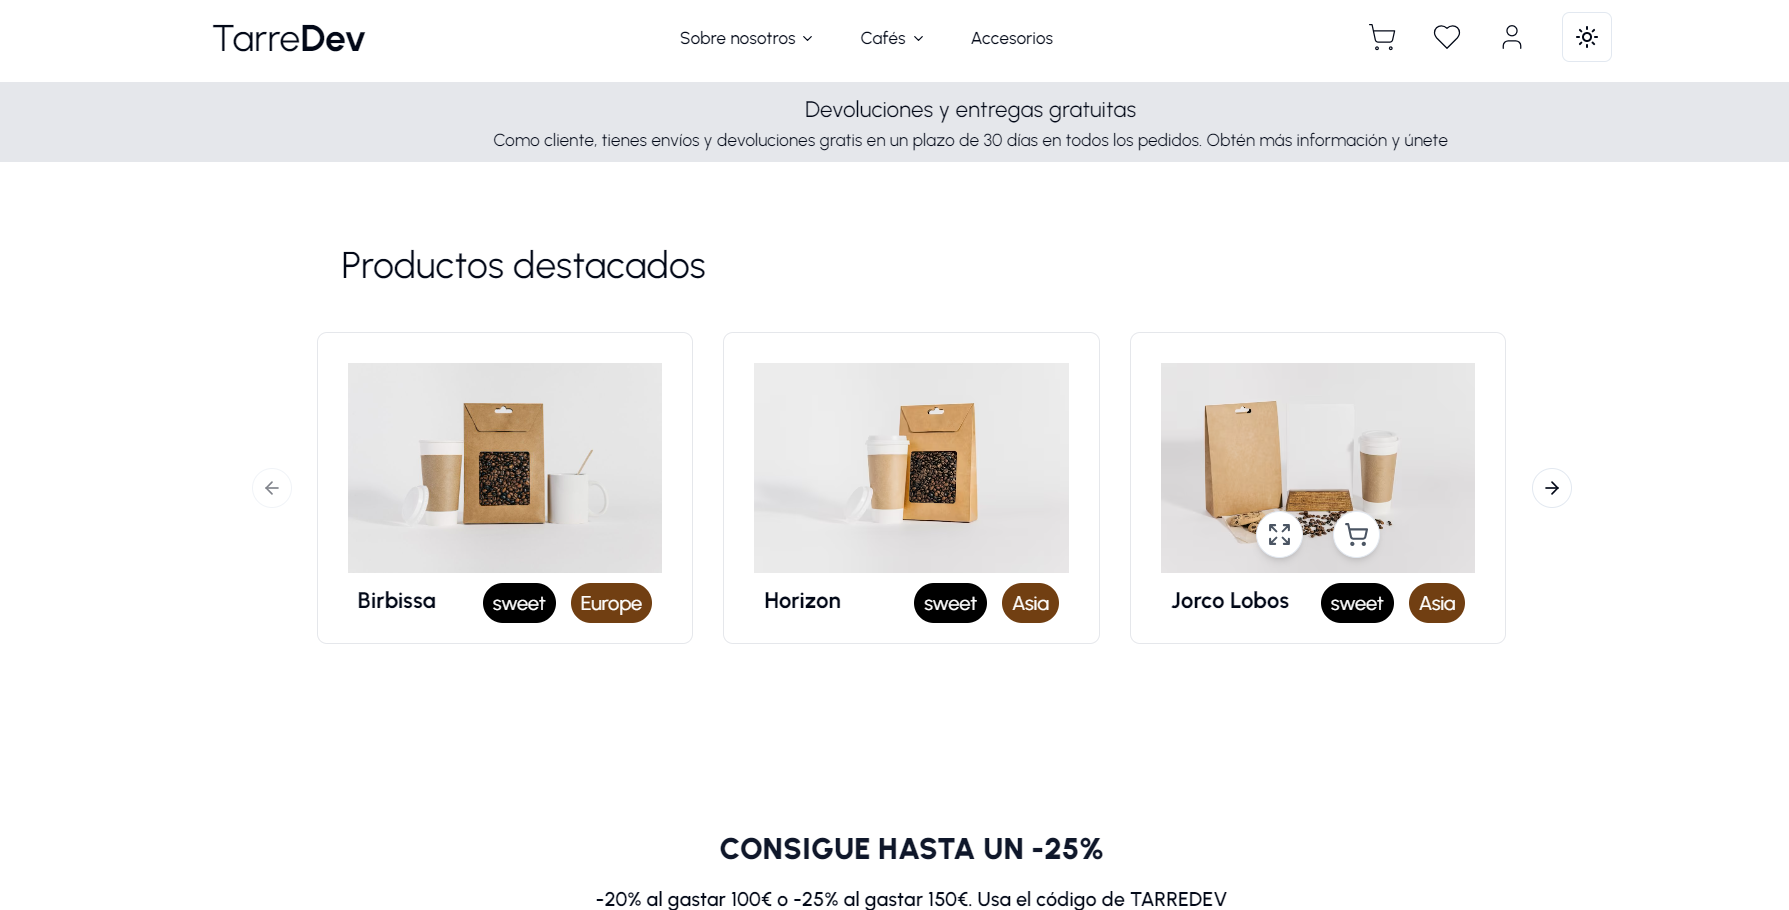 TarreDev
Sobre nosotros
Cafés
Accesorios
Devoluciones y entregas gratuitas
Como cliente, tienes envíos y devoluciones gratis en un plazo de 30 días en todos los pedidos. Obtén más información y únete
Productos destacados
Birbissa
sweet
Europe
Horizon
sweet
Asia
Jorco Lobos
sweet
Asia
CONSIGUE HASTA UN -25%
-20% al gastar 100€ o -25% al gastar 150€. Usa el código de TARREDEV